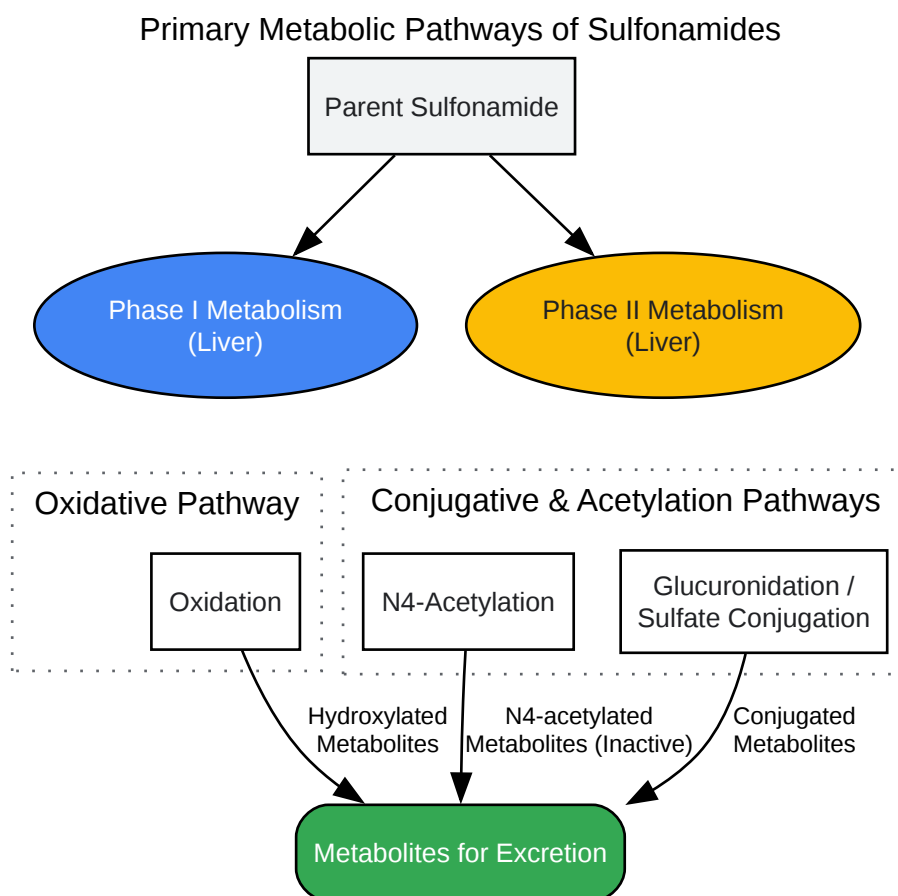 Primary Metabolic Pathways of Sulfonamides
Parent Sulfonamide
Phase I Metabolism
(Liver)
Phase II Metabolism
(Liver)
Oxidative Pathway
Conjugative & Acetylation Pathways
Oxidation
N4-Acetylation
Glucuronidation /
Sulfate Conjugation
Hydroxylated
Metabolites
N4-acetylated
Metabolites (Inactive)
Conjugated
Metabolites
Metabolites for Excretion